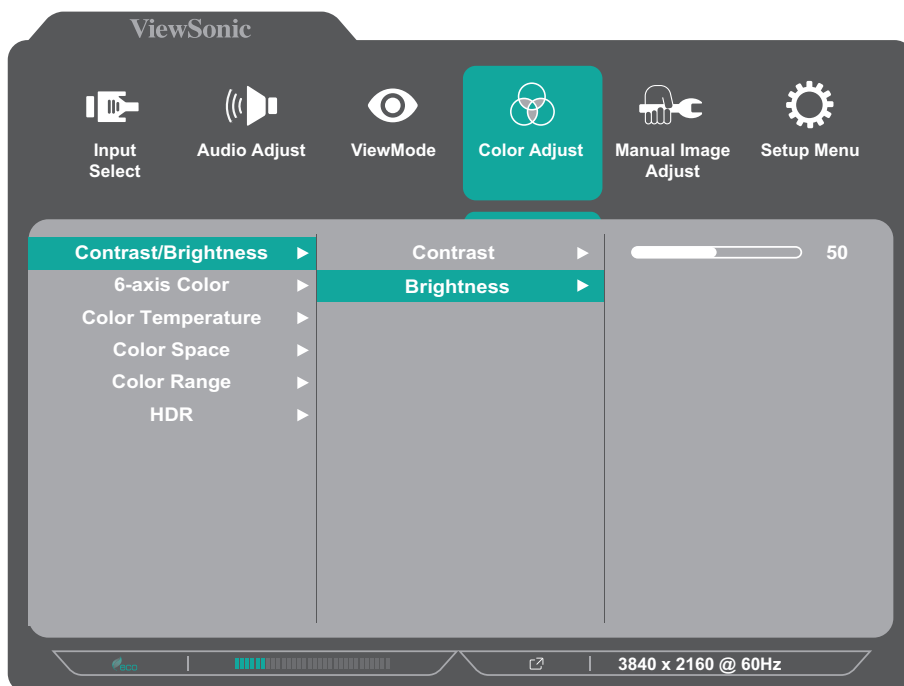 ViewSonic
Input Select
Audio Adjust
ViewMode
Color Adjust
Manual Image Adjust
Setup Menu
Contrast/Brightness
6-axis Color
Color Temperature
Color Space
Color Range
HDR
Contrast
Brightness
50
eco
3840 x 2160 @ 60Hz